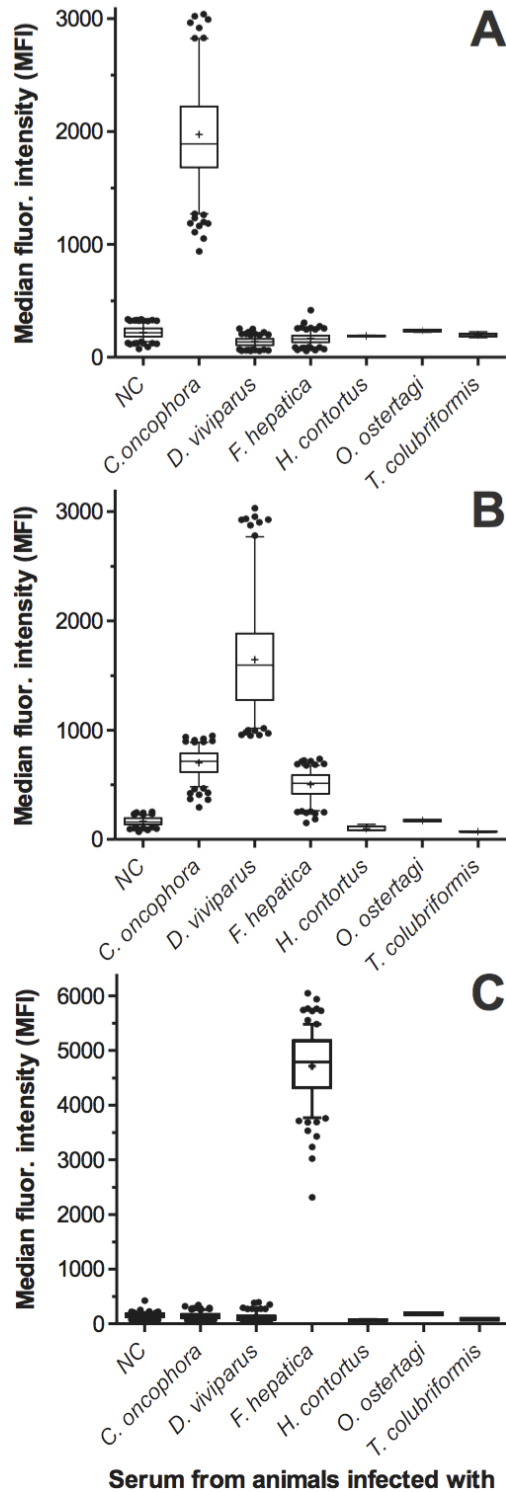 A
Median fluor. intensity (MFI)
3000
2000
1000
0
NC
C.oncophora
D. viviparus
F. hepatica
H. contortus
O. ostertagi
T. colubriformis
B
Median fluor. intensity (MFI)
3000
2000
1000
0
NC
C. oncophora
D. viviparus
F. hepatica
H. contortus
O. ostertagi
T. colubriformis
C
Median fluor. intensity (MFI)
6000
5000
4000
3000
2000
1000
0
NC
C. oncophora
D. viviparus
F. hepatica
H. contortus
O. ostertagi
T. colubriformis
Serum from animals infected with